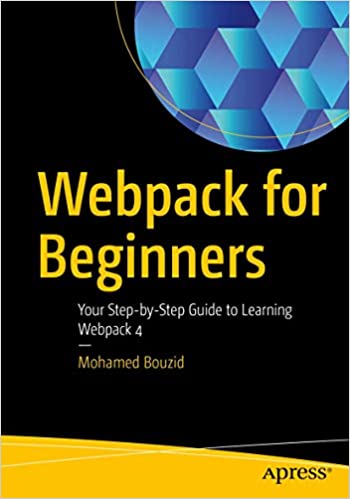 Webpack for
Beginners
Your Step-by-Step Guide to Learning
Webpack 4
—
Mohamed Bouzid
Apress®